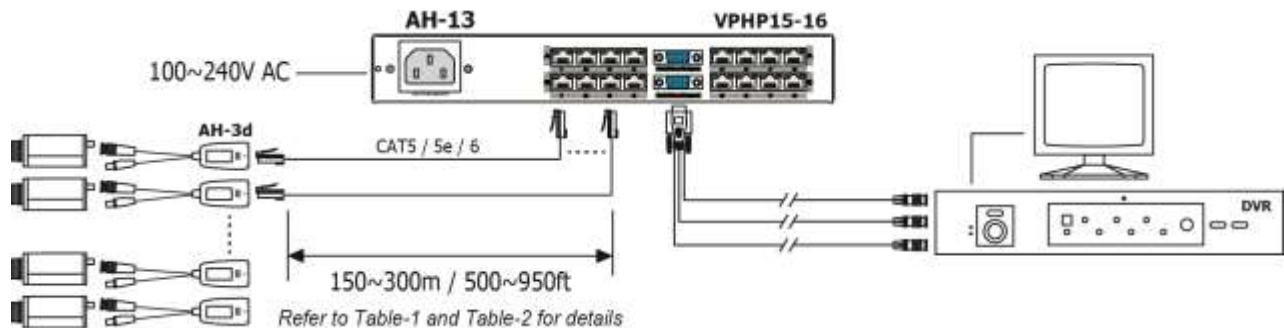 AH-13
VPHP15-16
100~240V AC
AH-3d
CAT5 / 5e / 6
DVR
150~300m / 500~950ft
Refer to Table-1 and Table-2 for details